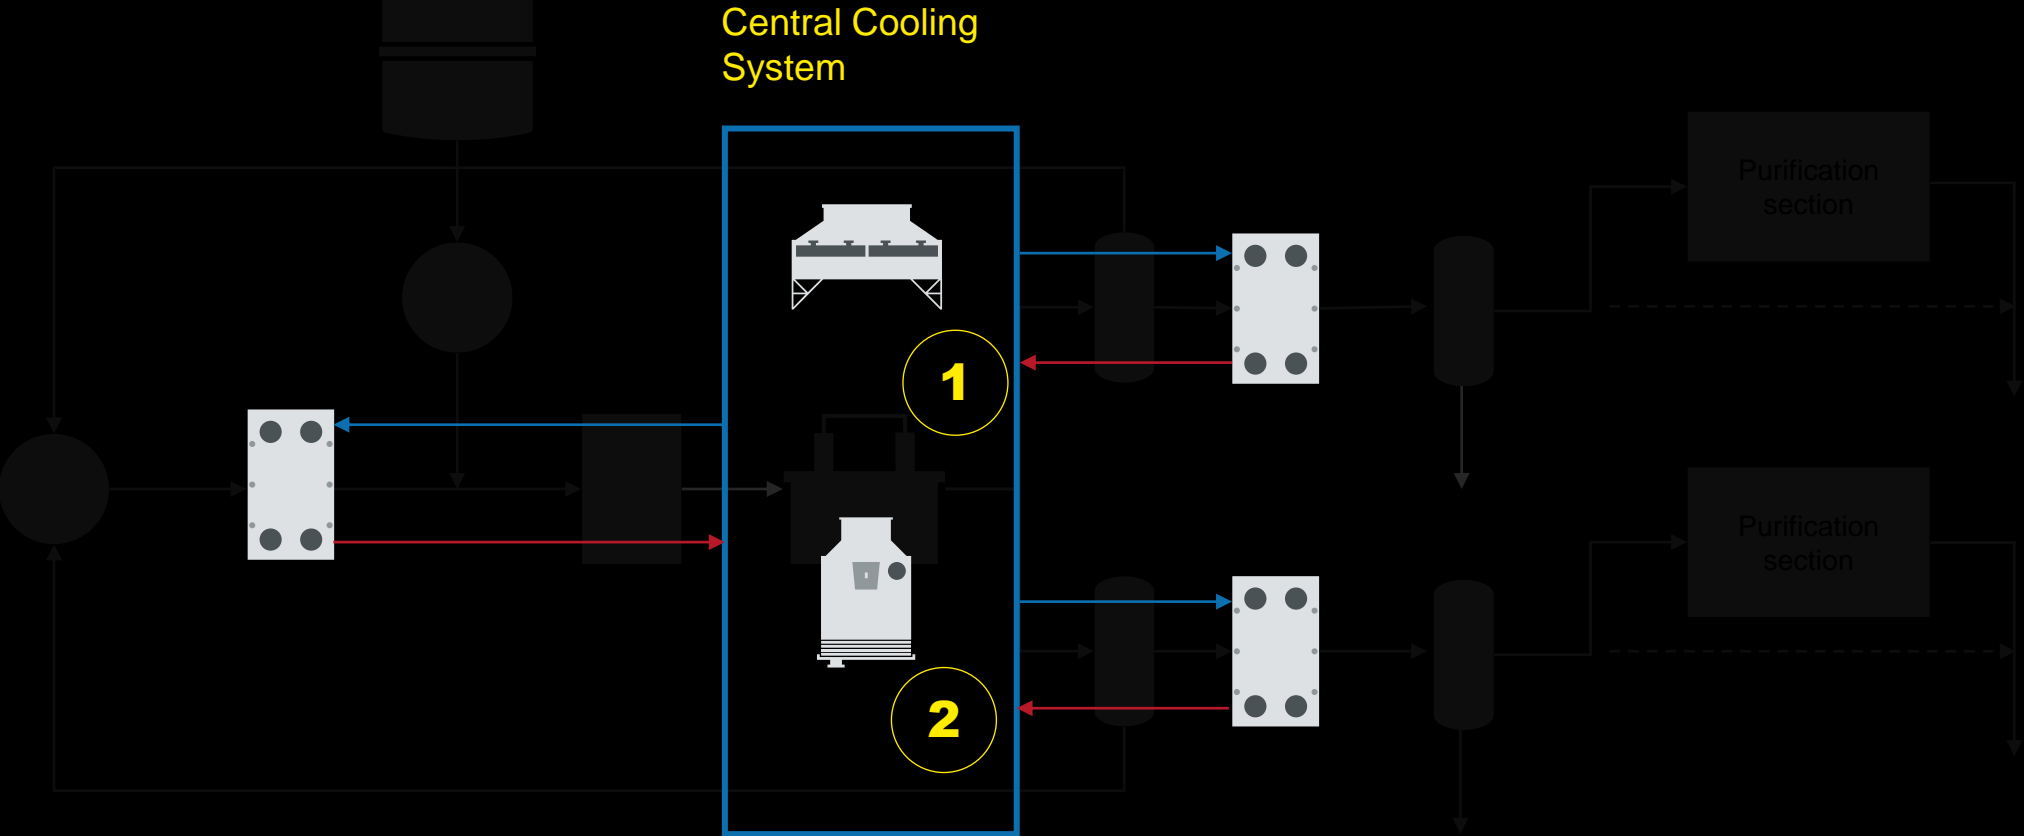 Central Cooling
System
Purification
section
1
Purification
section
2